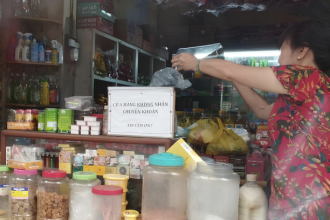 CỬA HÀNG KHÔNG NHẬN
CHUYỂN KHOẢN
XIN CẢM ƠN!